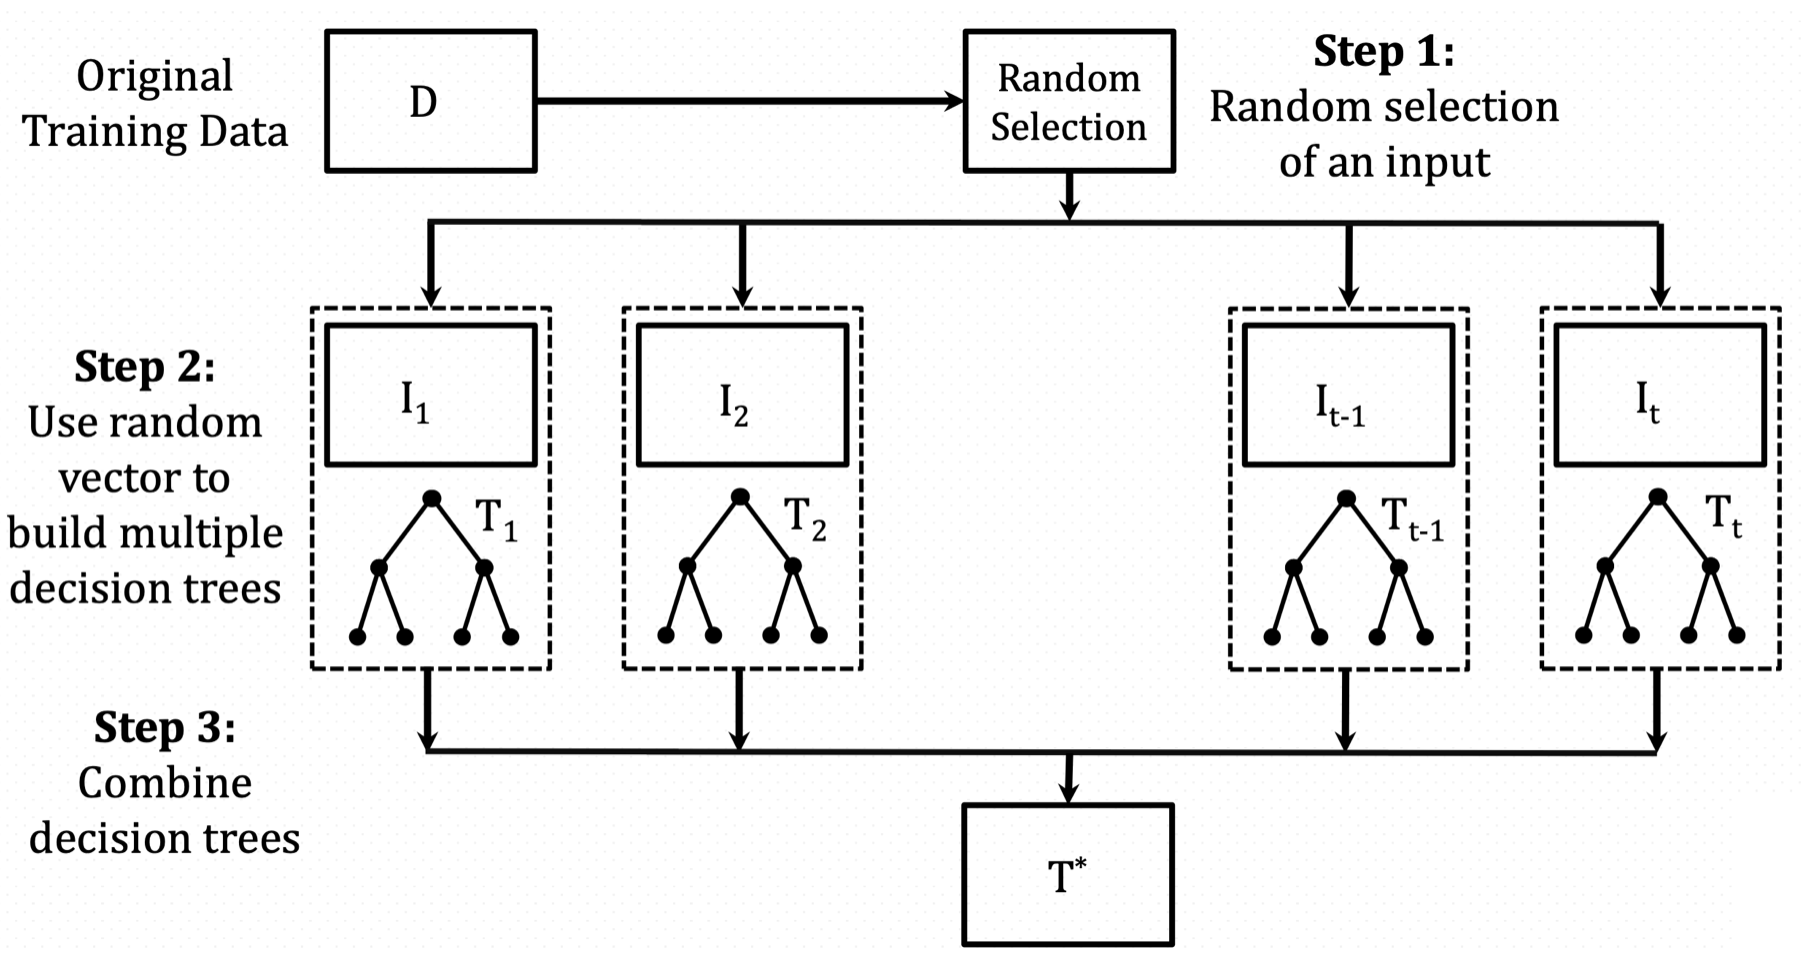 Original
Training Data
D
Random
Selection
Step 1:
Random selection
of an input
Step 2:
Use random
vector to
build multiple
decision trees
I₁
I₂
Iₜ₋₁
Iₜ
T₁
T₂
Tₜ₋₁
Tₜ
Step 3:
Combine
decision trees
T*